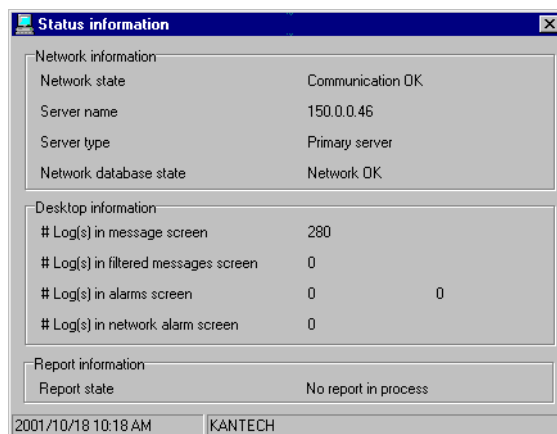 Status information
Network information
Network state Communication OK
Server name 150.0.0.46
Server type Primary server
Network database state Network OK
Desktop information
# Log(s) in message screen 280
# Log(s) in filtered messages screen 0
# Log(s) in alarms screen 0 0
# Log(s) in network alarm screen 0
Report information
Report state No report in process
2001/10/18 10:18 AM KANTECH